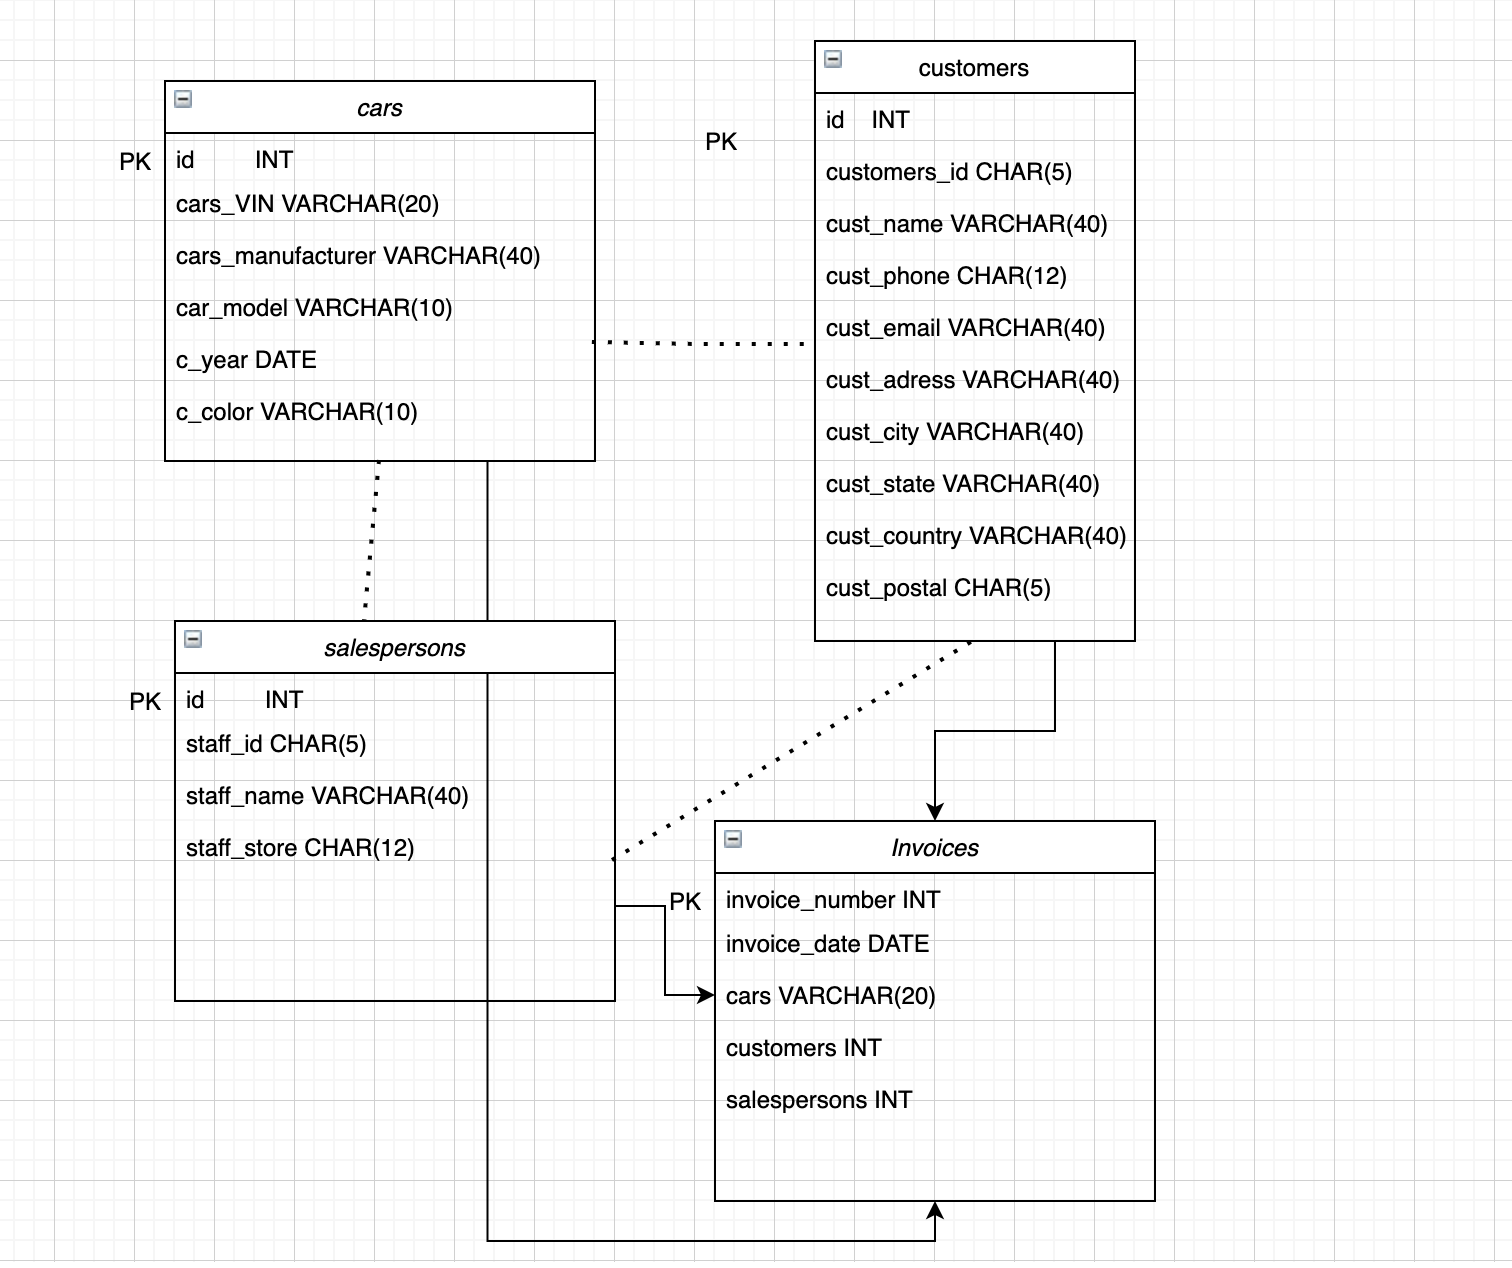 cars
PK
id INT
cars_VIN VARCHAR(20)
cars_manufacturer VARCHAR(40)
car_model VARCHAR(10)
c_year DATE
c_color VARCHAR(10)
customers
PK
id INT
customers_id CHAR(5)
cust_name VARCHAR(40)
cust_phone CHAR(12)
cust_email VARCHAR(40)
cust_adress VARCHAR(40)
cust_city VARCHAR(40)
cust_state VARCHAR(40)
cust_country VARCHAR(40)
cust_postal CHAR(5)
salespersons
PK
id INT
staff_id CHAR(5)
staff_name VARCHAR(40)
staff_store CHAR(12)
Invoices
PK
invoice_number INT
invoice_date DATE
cars VARCHAR(20)
customers INT
salespersons INT